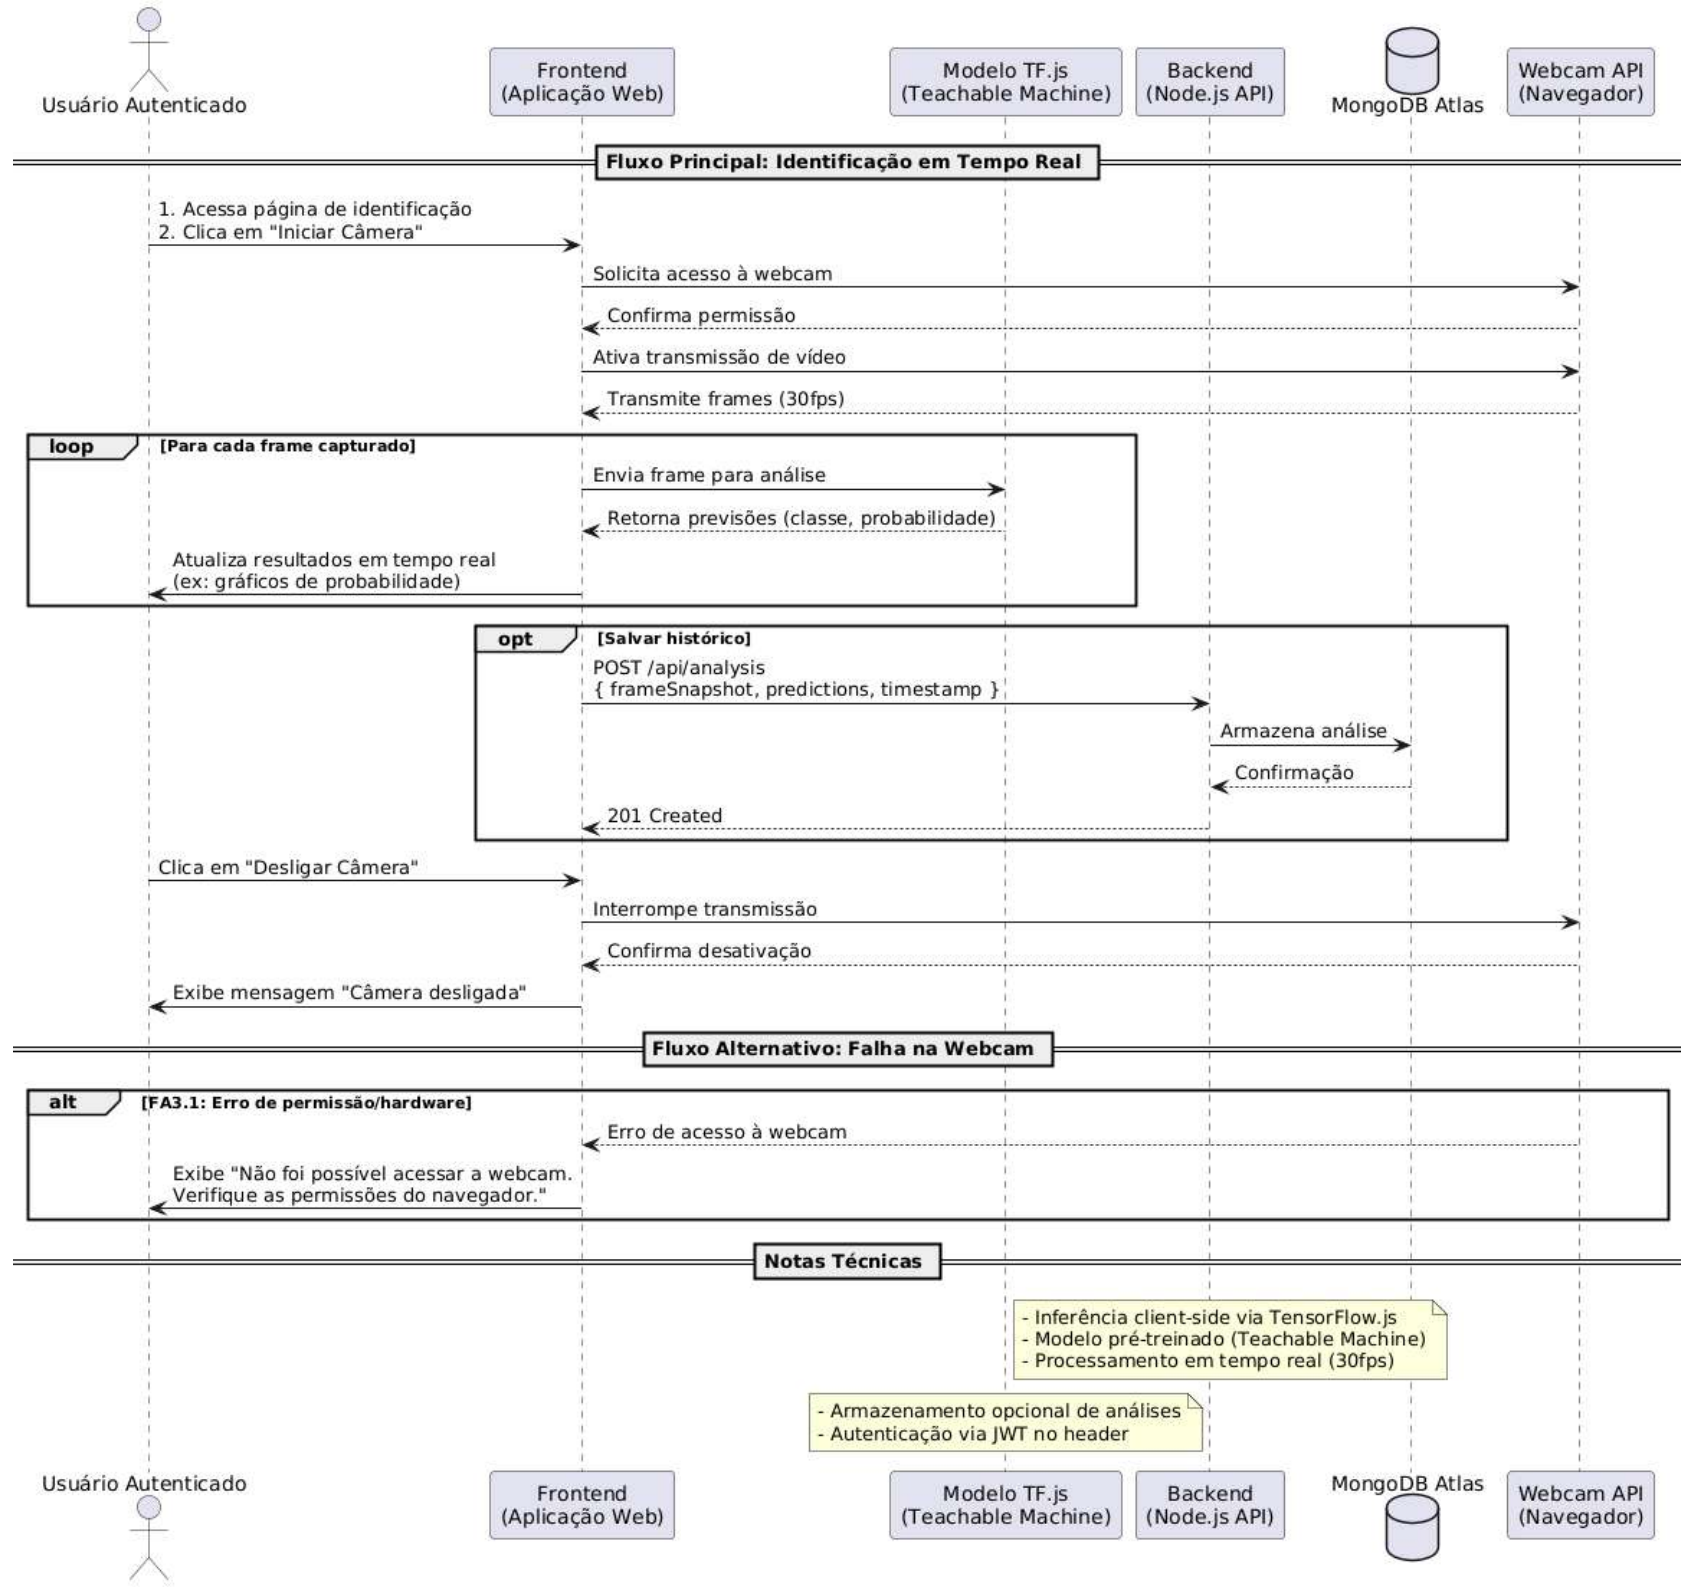 Usuário Autenticado
Frontend
(Aplicação Web)
Modelo TF.js
(Teachable Machine)
Backend
(Node.js API)
MongoDB Atlas
Webcam API
(Navegador)
Fluxo Principal: Identificação em Tempo Real
1. Acessa página de identificação
2. Clica em "Iniciar Câmera"
Solicita acesso à webcam
Confirma permissão
Ativa transmissão de vídeo
Transmite frames (30fps)
loop
[Para cada frame capturado]
Envia frame para análise
Retorna previsões (classe, probabilidade)
Atualiza resultados em tempo real
(ex: gráficos de probabilidade)
opt
[Salvar histórico]
POST /api/analysis
{ frameSnapshot, predictions, timestamp }
Armazena análise
Confirmação
201 Created
Clica em "Desligar Câmera"
Interrompe transmissão
Confirma desativação
Exibe mensagem "Câmera desligada"
Fluxo Alternativo: Falha na Webcam
alt
[FA3.1: Erro de permissão/hardware]
Erro de acesso à webcam
Exibe "Não foi possível acessar a webcam.
Verifique as permissões do navegador."
Notas Técnicas
- Inferência client-side via TensorFlow.js
- Modelo pré-treinado (Teachable Machine)
- Processamento em tempo real (30fps)
- Armazenamento opcional de análises
- Autenticação via JWT no header
Usuário Autenticado
Frontend
(Aplicação Web)
Modelo TF.js
(Teachable Machine)
Backend
(Node.js API)
MongoDB Atlas
Webcam API
(Navegador)